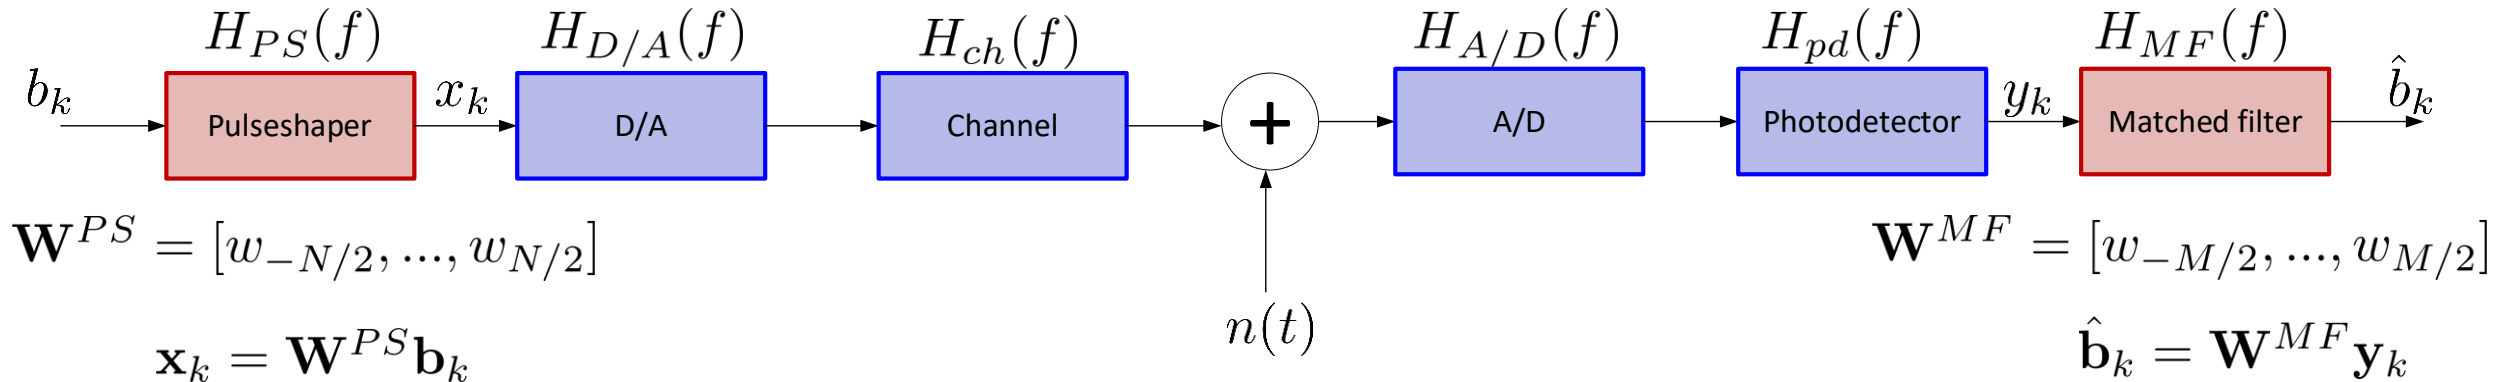 H_{PS}(f) H_{D/A}(f) H_{ch}(f) H_{A/D}(f) H_{pd}(f) H_{MF}(f)
b_k Pulseshaper x_k D/A Channel + A/D Photodetector y_k Matched filter \hat{b}_k
W^{PS} = [w_{-N/2}, ..., w_{N/2}]
W^{MF} = [w_{-M/2}, ..., w_{M/2}]
n(t)
x_k = W^{PS} b_k
\hat{b}_k = W^{MF} y_k